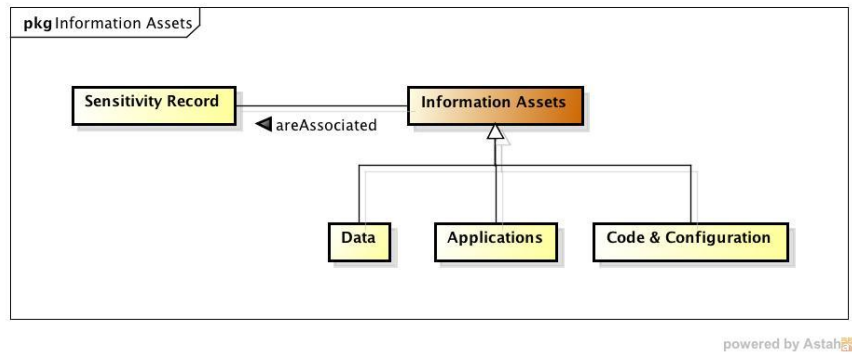 pkg Information Assets
Sensitivity Record
Information Assets
areAssociated
Data
Applications
Code & Configuration
powered by Astah